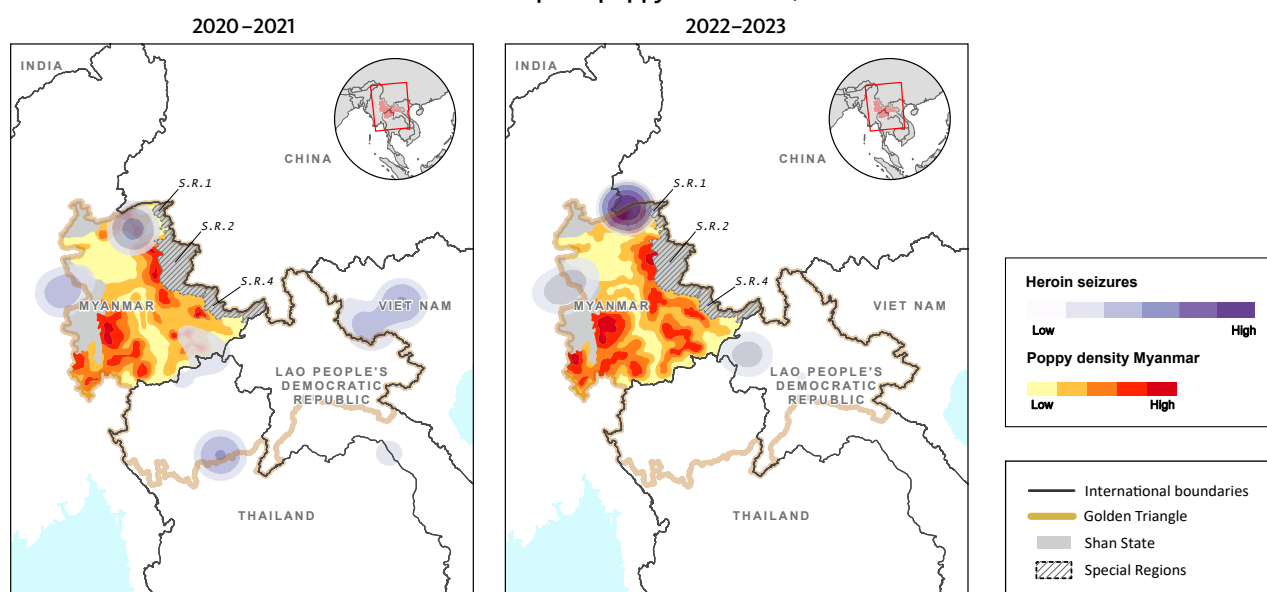 2020–2021
2022–2023
INDIA
CHINA
S.R.1
S.R.2
S.R.4
MYANMAR
VIET NAM
LAO PEOPLE'S
DEMOCRATIC
REPUBLIC
THAILAND
INDIA
CHINA
S.R.1
S.R.2
S.R.4
MYANMAR
VIET NAM
LAO PEOPLE'S
DEMOCRATIC
REPUBLIC
THAILAND
Heroin seizures
Low High
Poppy density Myanmar
Low High
International boundaries
Golden Triangle
Shan State
Special Regions